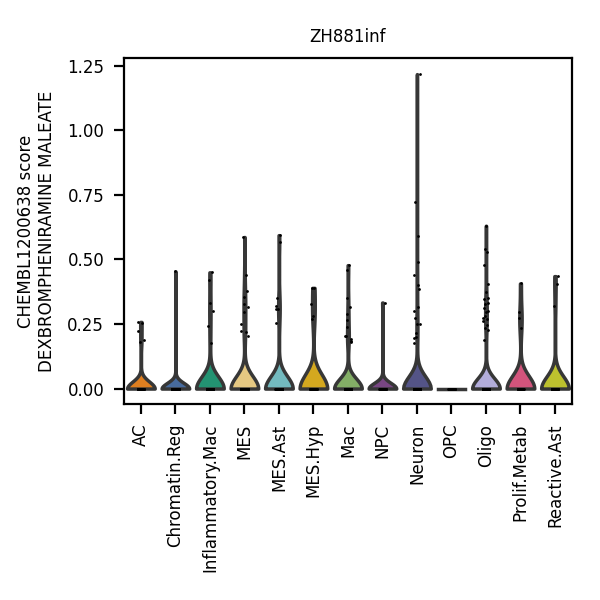 ZH881inf
CHEMBL1200638 score
DEXBROMPHENIRAMINE MALEATE
1.25
1.00
0.75
0.50
0.25
0.00
AC
Chromatin.Reg
Inflammatory.Mac
MES
MES.Ast
MES.Hyp
Mac
NPC
Neuron
OPC
Oligo
Prolif.Metab
Reactive.Ast